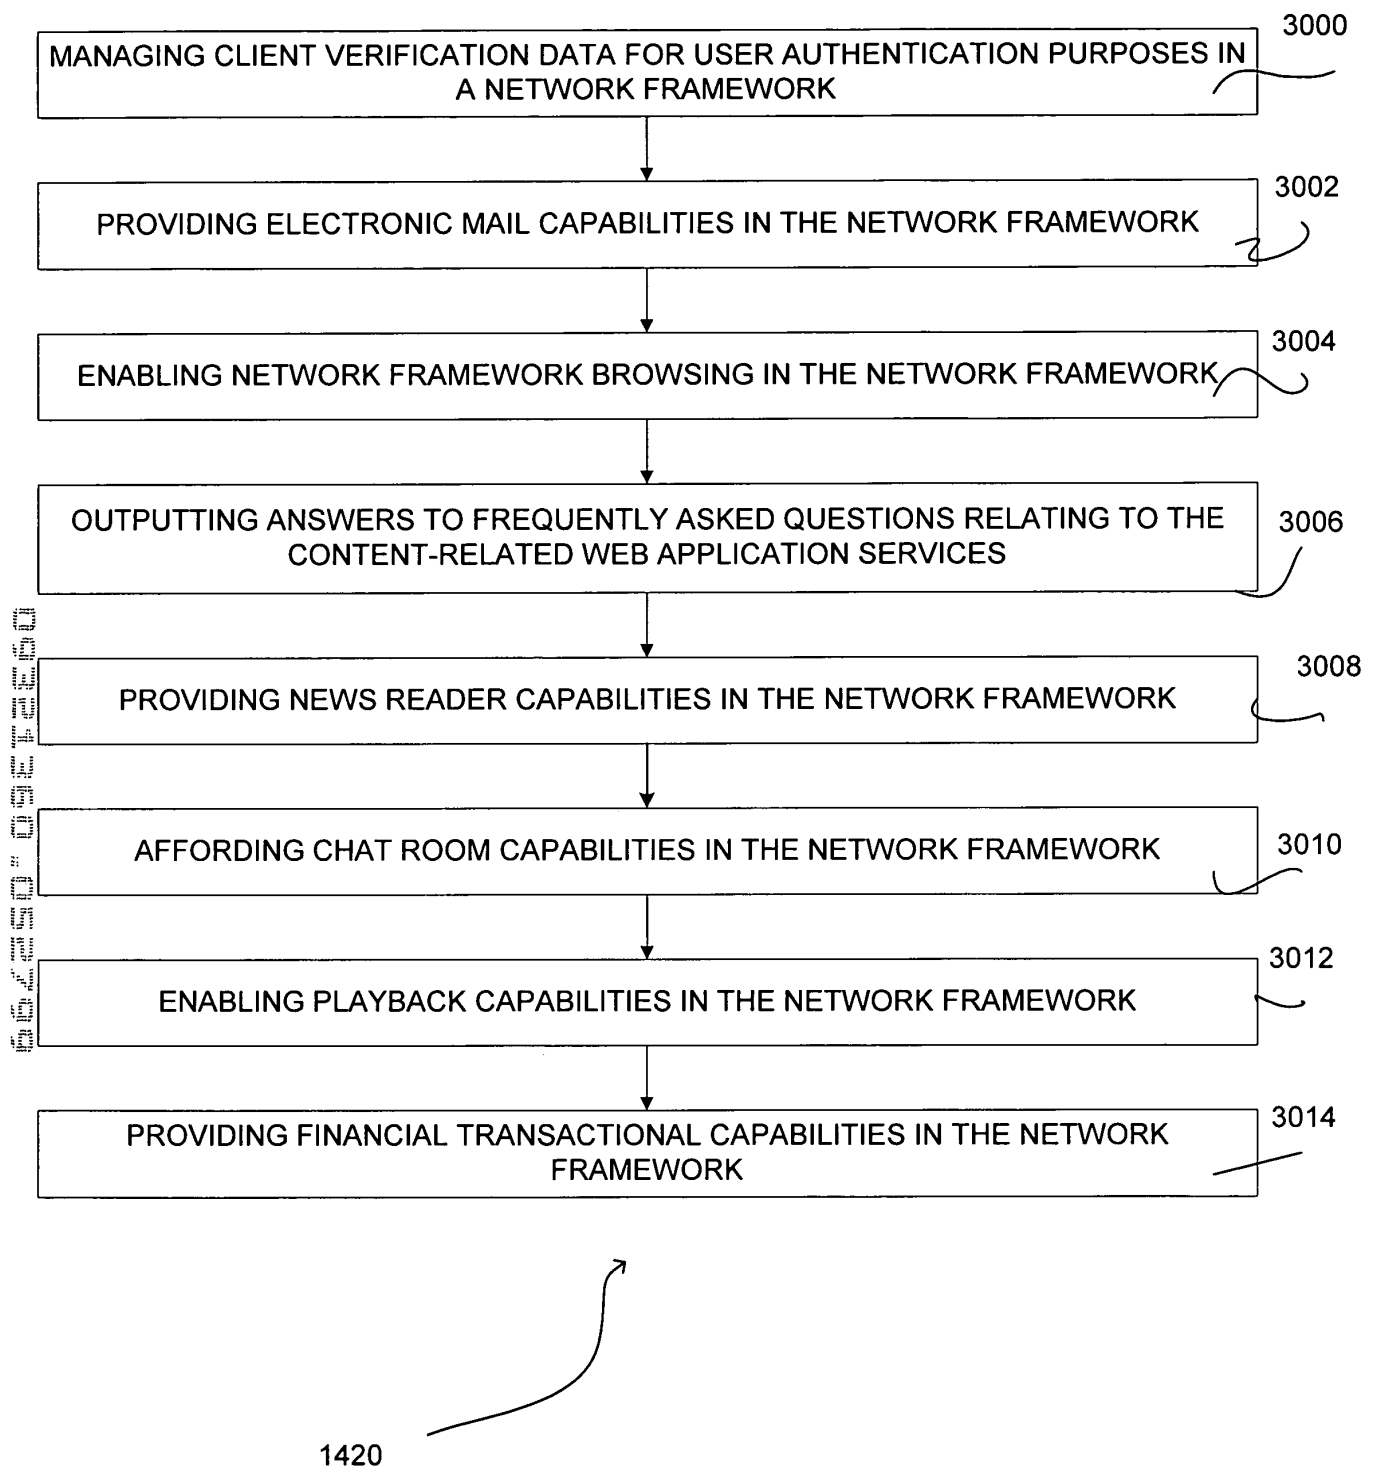 3000
MANAGING CLIENT VERIFICATION DATA FOR USER AUTHENTICATION PURPOSES IN
A NETWORK FRAMEWORK
3002
PROVIDING ELECTRONIC MAIL CAPABILITIES IN THE NETWORK FRAMEWORK
3004
ENABLING NETWORK FRAMEWORK BROWSING IN THE NETWORK FRAMEWORK
OUTPUTTING ANSWERS TO FREQUENTLY ASKED QUESTIONS RELATING TO THE
3006
CONTENT-RELATED WEB APPLICATION SERVICES
3008
PROVIDING NEWS READER CAPABILITIES IN THE NETWORK FRAMEWORK
3010
AFFORDING CHAT ROOM CAPABILITIES IN THE NETWORK FRAMEWORK
3012
ENABLING PLAYBACK CAPABILITIES IN THE NETWORK FRAMEWORK
3014
PROVIDING FINANCIAL TRANSACTIONAL CAPABILITIES IN THE NETWORK
FRAMEWORK
1420